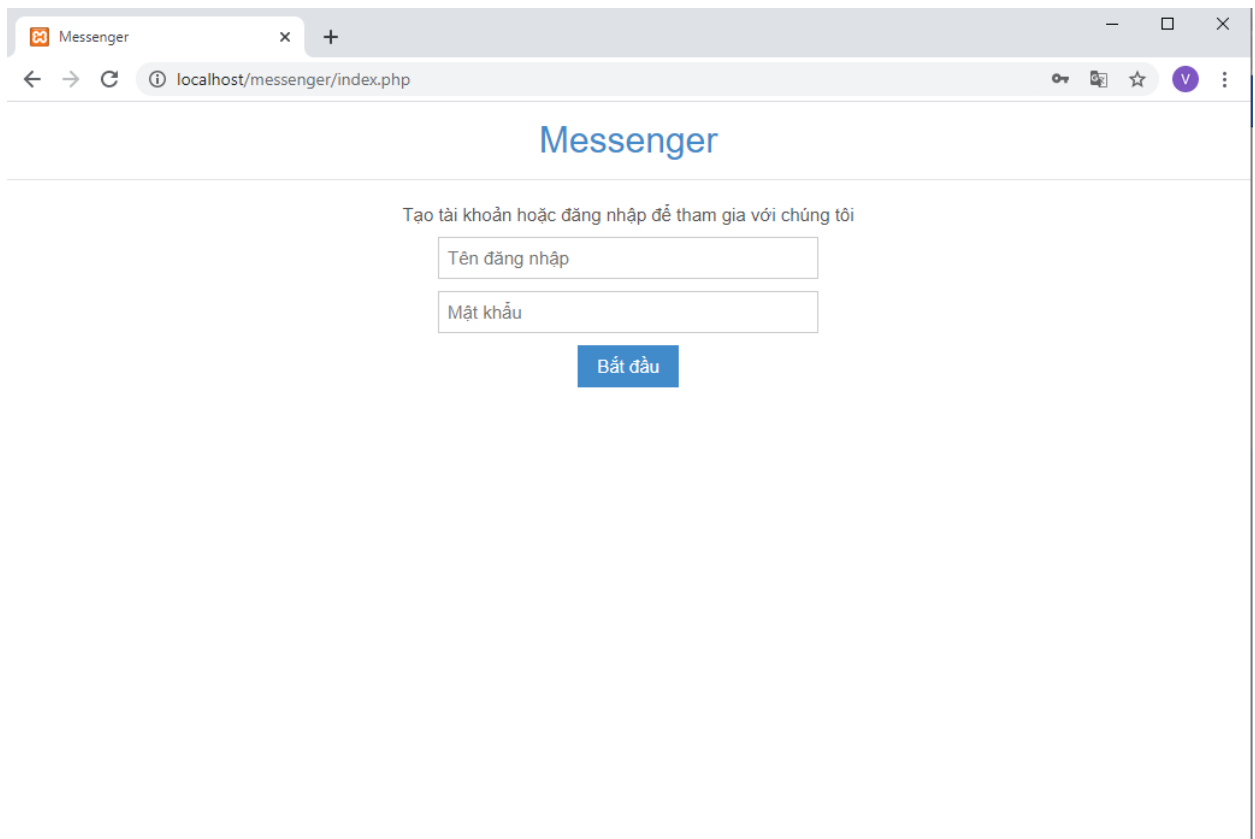 Messenger
localhost/messenger/index.php
V
Messenger
Tạo tài khoản hoặc đăng nhập để tham gia với chúng tôi
Tên đăng nhập
Mật khẩu
Bắt đầu